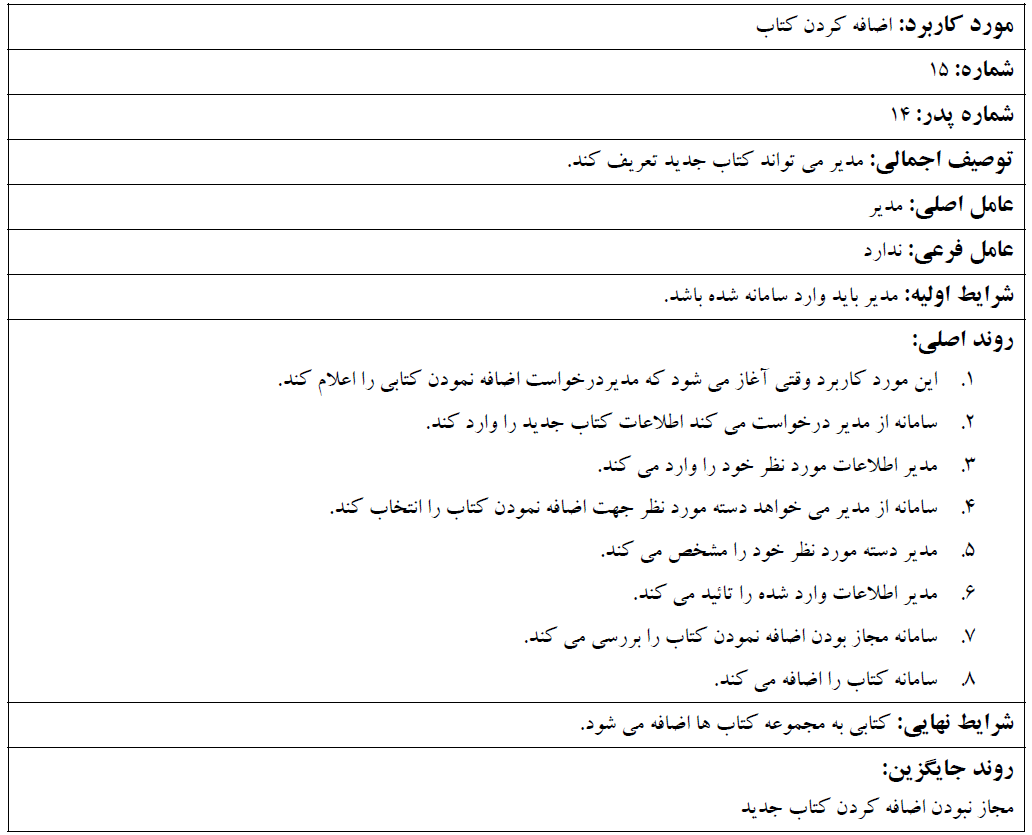 مورد کاربرد: اضافه کردن کتاب
شماره: ۱۵
شماره پدر: ۱۴
توصیف اجمالی: مدیر می تواند کتاب جدید تعریف کند.
عامل اصلی: مدیر
عامل فرعی: ندارد
شرایط اولیه: مدیر باید وارد سامانه شده باشد.
روند اصلی:
۱. این مورد کاربرد وقتی آغاز می شود که مدیردرخواست اضافه نمودن کتابی را اعلام کند.
۲. سامانه از مدیر درخواست می کند اطلاعات کتاب جدید را وارد کند.
۳. مدیر اطلاعات مورد نظر خود را وارد می کند.
۴. سامانه از مدیر می خواهد دسته مورد نظر جهت اضافه نمودن کتاب را انتخاب کند.
۵. مدیر دسته مورد نظر خود را مشخص می کند.
۶. مدیر اطلاعات وارد شده را تائید می کند.
۷. سامانه مجاز بودن اضافه نمودن کتاب را بررسی می کند.
۸. سامانه کتاب را اضافه می کند.
شرایط نهایی: کتابی به مجموعه کتاب ها اضافه می شود.
روند جایگزین:
مجاز نبودن اضافه کردن کتاب جدید